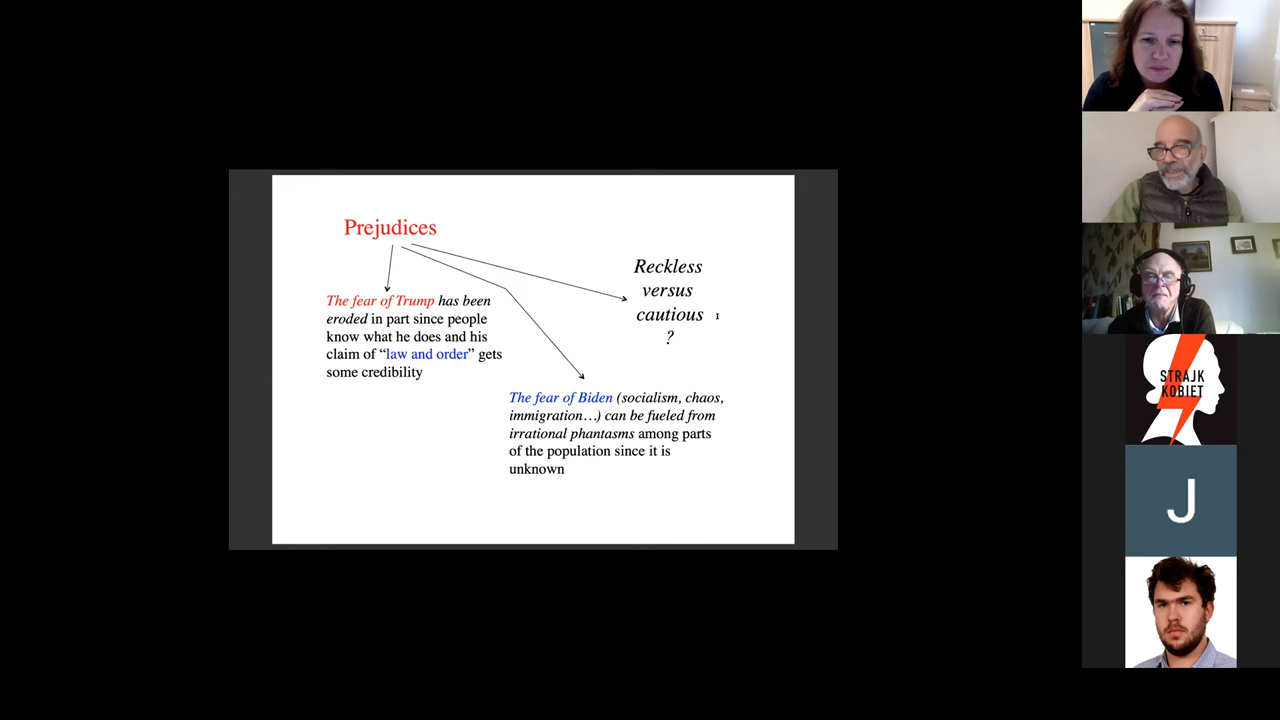 Prejudices
The fear of Trump has been
eroded in part since people
know what he does and his
claim of “law and order” gets
some credibility
The fear of Biden (socialism, chaos,
immigration…) can be fueled from
irrational phantasms among parts
of the population since it is
unknown
Reckless
versus
cautious
?
STRAJK
KOBIET
J